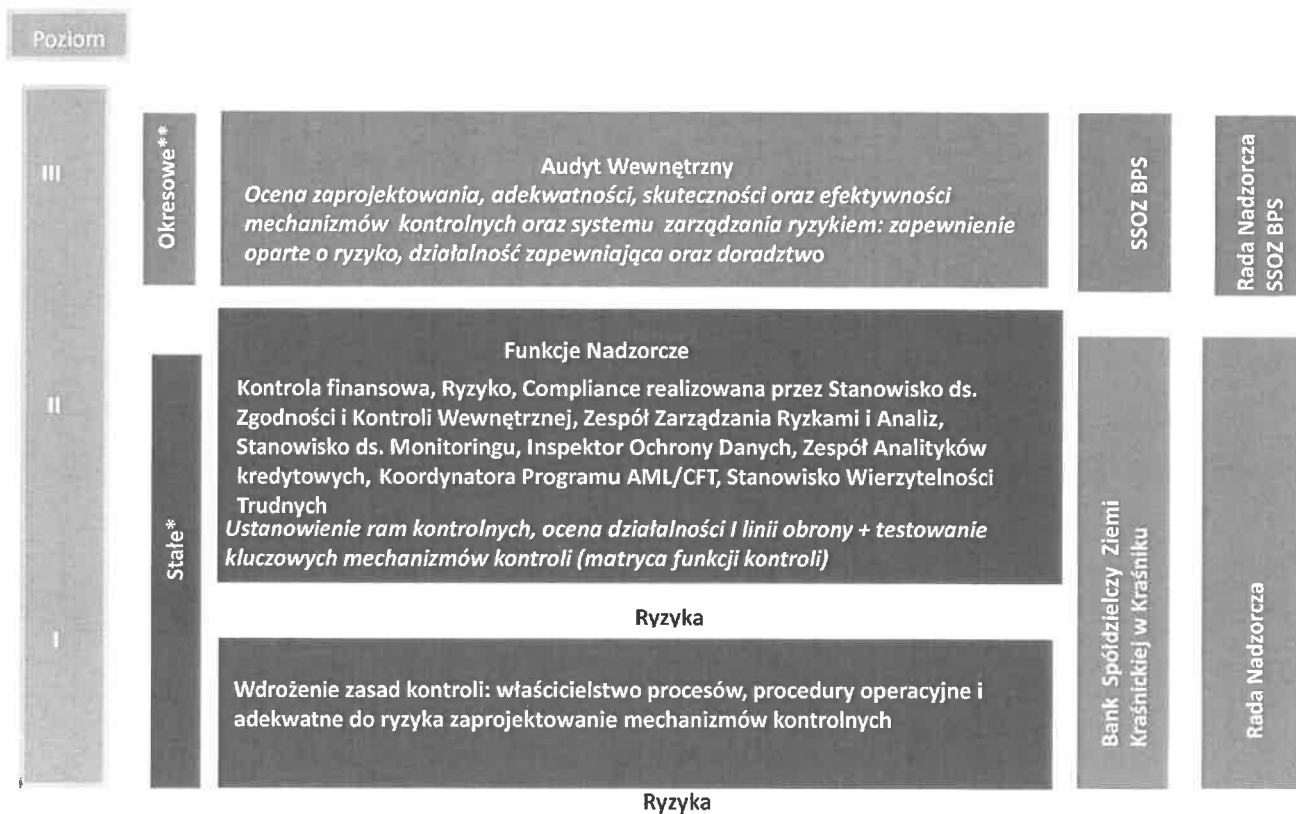 Poziom
III
Okresowe**
Audyt Wewnętrzny
Ocena zaprojektowania, adekwatności, skuteczności oraz efektywności
mechanizmów kontrolnych oraz systemu zarządzania ryzykiem: zapewnienie
oparte o ryzyko, działalność zapewniająca oraz doradztwo
SSOZ BPS
Rada Nadzorcza
SSOZ BPS
II
Stałe*
Funkcje Nadzorcze
Kontrola finansowa, Ryzyko, Compliance realizowana przez Stanowisko ds.
Zgodności i Kontroli Wewnętrznej, Zespół Zarządzania Ryzkami i Analiz,
Stanowisko ds. Monitoringu, Inspektor Ochrony Danych, Zespół Analityków
kredytowych, Koordynatora Programu AML/CFT, Stanowisko Wierzytelności
Trudnych
Ustanowienie ram kontrolnych, ocena działalności I linii obrony + testowanie
kluczowych mechanizmów kontroli (matryca funkcji kontroli)
Ryzyka
I
Wdrożenie zasad kontroli: właścicielstwo procesów, procedury operacyjne i
adekwatne do ryzyka zaprojektowanie mechanizmów kontrolnych
Bank Spółdzielczy Ziemi
Kraśnickiej w Kraśniku
Rada Nadzorcza
Ryzyka